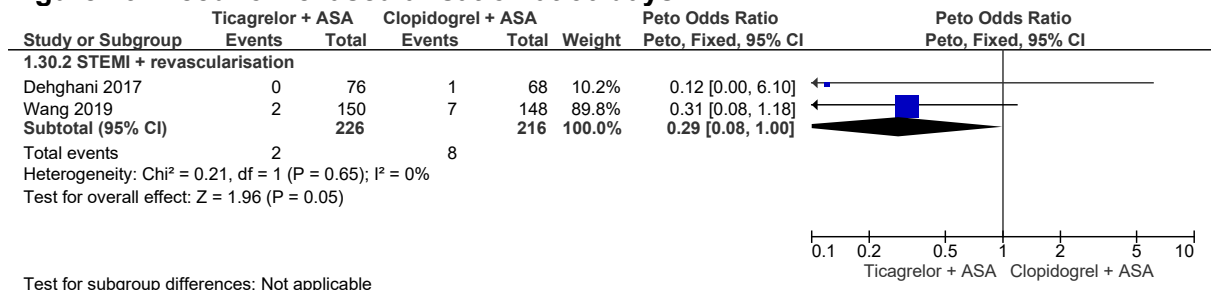 Ticagrelor + ASA Clopidogrel + ASA Peto Odds Ratio Peto Odds Ratio
Study or Subgroup Events Total Events Total Weight Peto, Fixed, 95% CI Peto, Fixed, 95% CI
1.30.2 STEMI + revascularisation
Dehghani 2017 0 76 1 68 10.2% 0.12 [0.00, 6.10]
Wang 2019 2 150 7 148 89.8% 0.31 [0.08, 1.18]
Subtotal (95% CI) 226 216 100.0% 0.29 [0.08, 1.00]
Total events 2 8
Heterogeneity: Chi² = 0.21, df = 1 (P = 0.65); I² = 0%
Test for overall effect: Z = 1.96 (P = 0.05)
0.1 0.2 0.5 1 2 5 10
Ticagrelor + ASA Clopidogrel + ASA
Test for subgroup differences: Not applicable